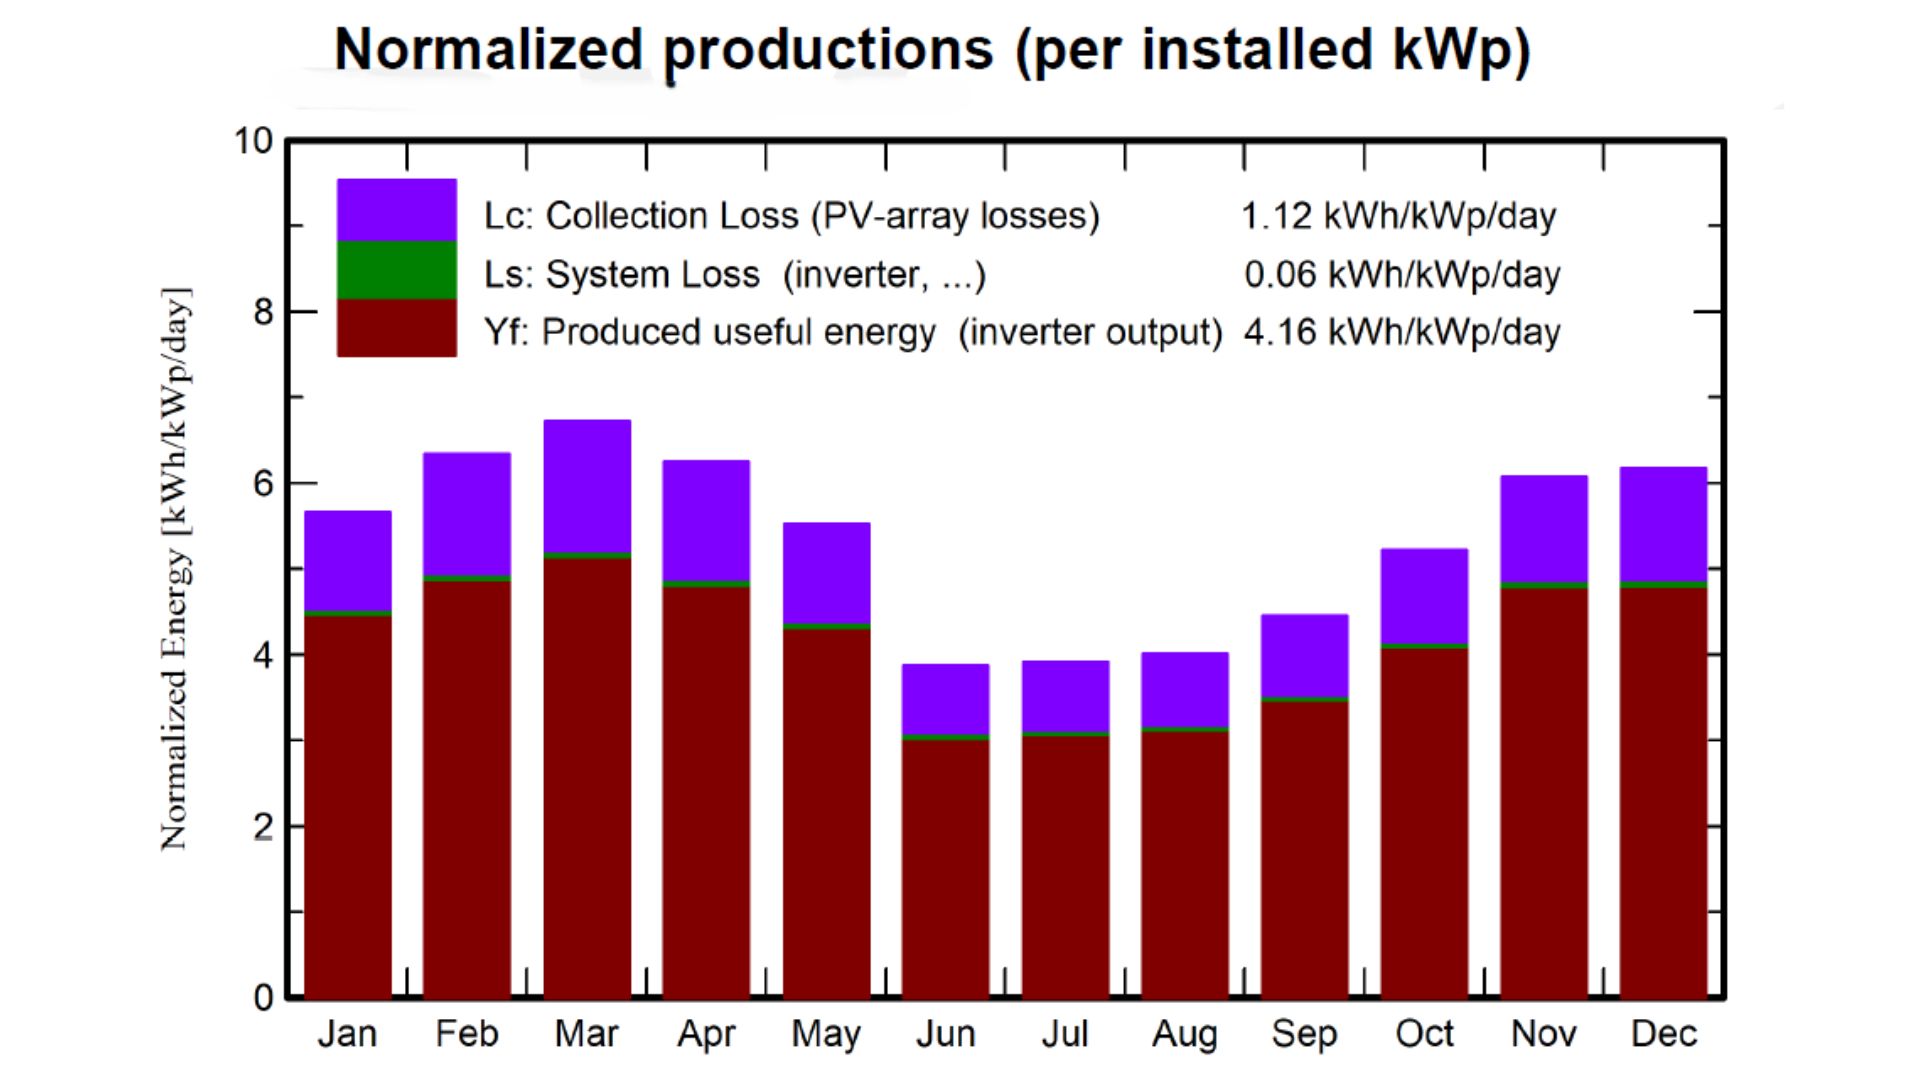 Normalized productions (per installed kWp)
10
Lc: Collection Loss (PV-array losses) 1.12 kWh/kWp/day
Ls: System Loss (inverter, ...) 0.06 kWh/kWp/day
Yf: Produced useful energy (inverter output) 4.16 kWh/kWp/day
8
6
4
2
0
Normalized Energy [kWh/kWp/day]
Jan Feb Mar Apr May Jun Jul Aug Sep Oct Nov Dec